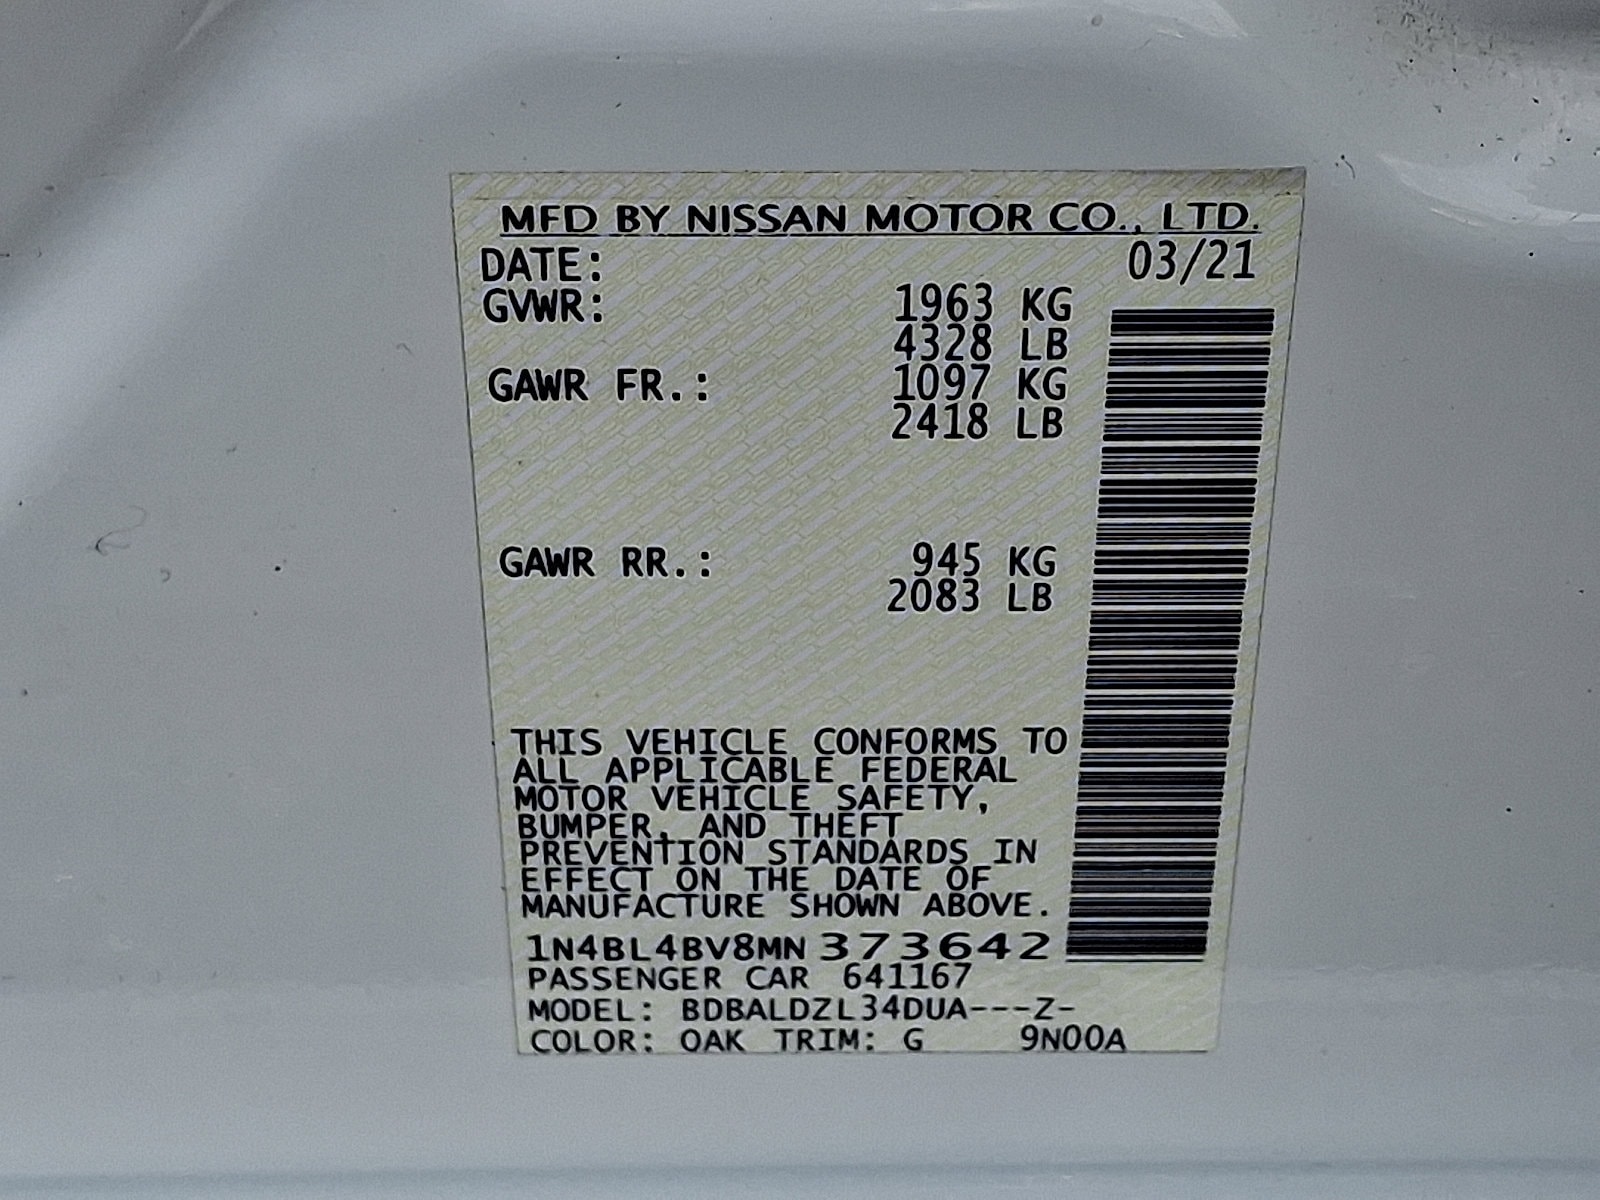 MFD BY NISSAN MOTOR CO., LTD.
DATE: 03/21
GVWR: 1963 KG
4328 LB
GAWR FR.: 1097 KG
2418 LB
GAWR RR.: 945 KG
2083 LB
THIS VEHICLE CONFORMS TO
ALL APPLICABLE FEDERAL
MOTOR VEHICLE SAFETY,
BUMPER, AND THEFT
PREVENTION STANDARDS IN
EFFECT ON THE DATE OF
MANUFACTURE SHOWN ABOVE.
1N4BL4BV8MN373642
PASSENGER CAR 641167
MODEL: BDBALDZL34DUA---Z-
COLOR: QAK TRIM: G 9N00A